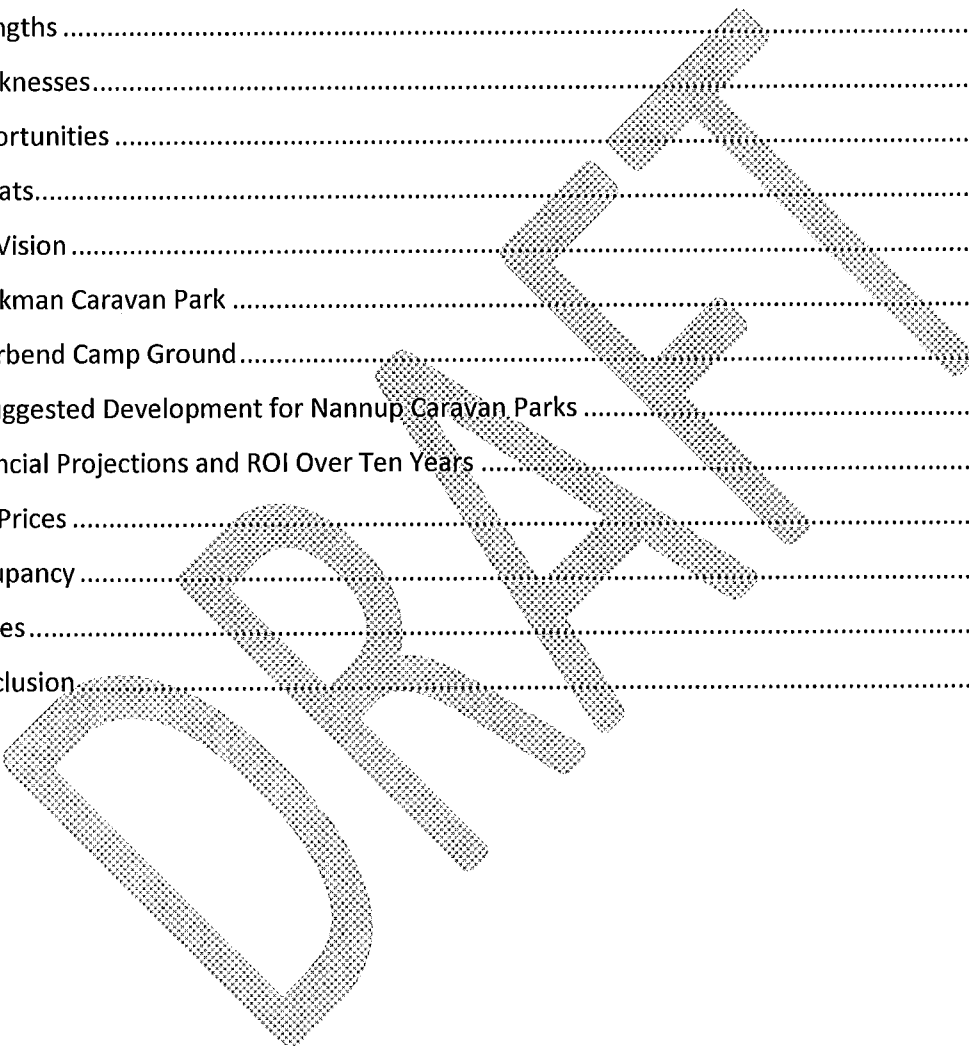 ngths ..........................................................................................
knesses..........................................................................................
ortunities ..........................................................................................
ats..........................................................................................
Vision ..........................................................................................
kman Caravan Park ..........................................................................................
rbend Camp Ground..........................................................................................
uggested Development for Nannup Caravan Parks ..........................................................................................
ncial Projections and ROI Over Ten Years ..........................................................................................
Prices ..........................................................................................
upancy ..........................................................................................
es..........................................................................................
clusion..........................................................................................
DRAFT